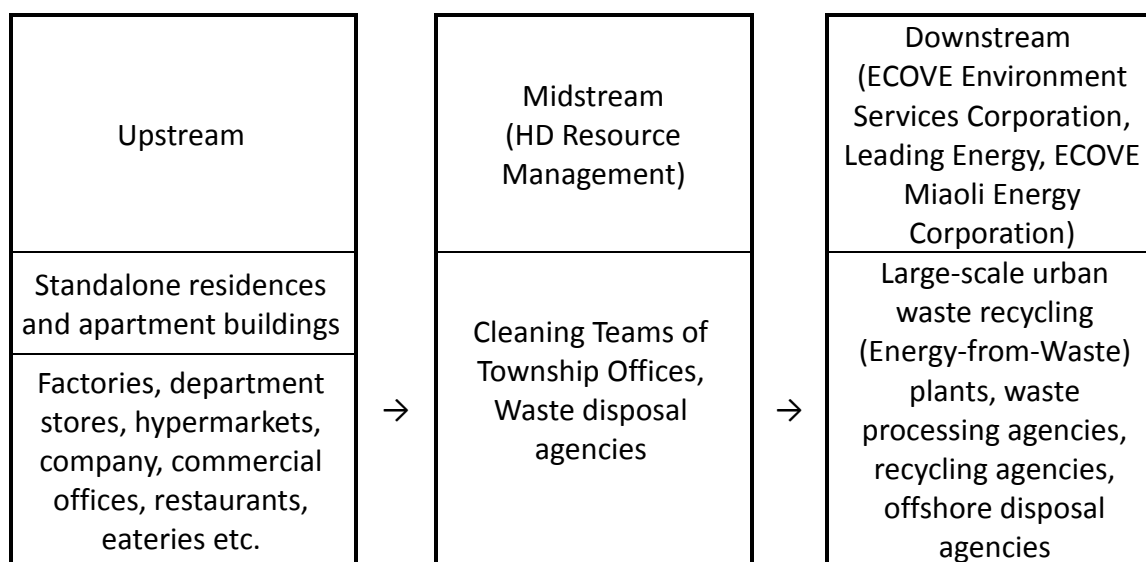 Upstream
Standalone residences
and apartment buildings
Factories, department
stores, hypermarkets,
company, commercial
offices, restaurants,
eateries etc.
→
Midstream
(HD Resource
Management)
Cleaning Teams of
Township Offices,
Waste disposal
agencies
→
Downstream
(ECOVE Environment
Services Corporation,
Leading Energy, ECOVE
Miaoli Energy
Corporation)
Large-scale urban
waste recycling
(Energy-from-Waste)
plants, waste
processing agencies,
recycling agencies,
offshore disposal
agencies